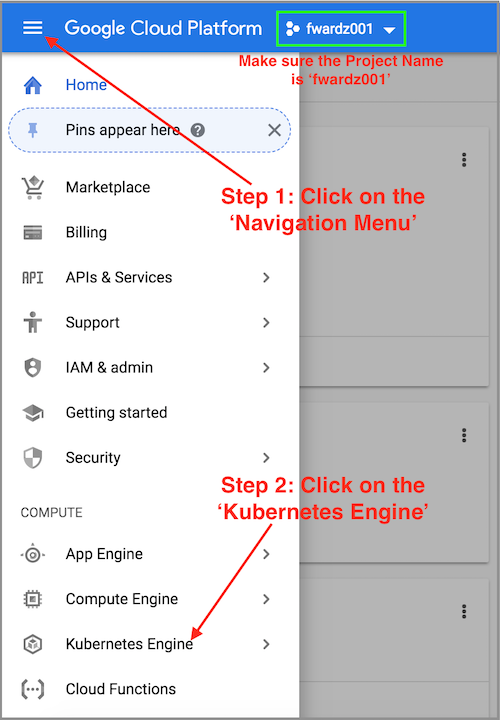 Google Cloud Platform
fwardz001
Make sure the Project Name
is ‘fwardz001’
Home
Pins appear here
Marketplace
Step 1: Click on the
‘Navigation Menu’
Billing
API APIs & Services
Support
IAM & admin
Getting started
Security
Step 2: Click on the
‘Kubernetes Engine’
COMPUTE
App Engine
Compute Engine
Kubernetes Engine
Cloud Functions